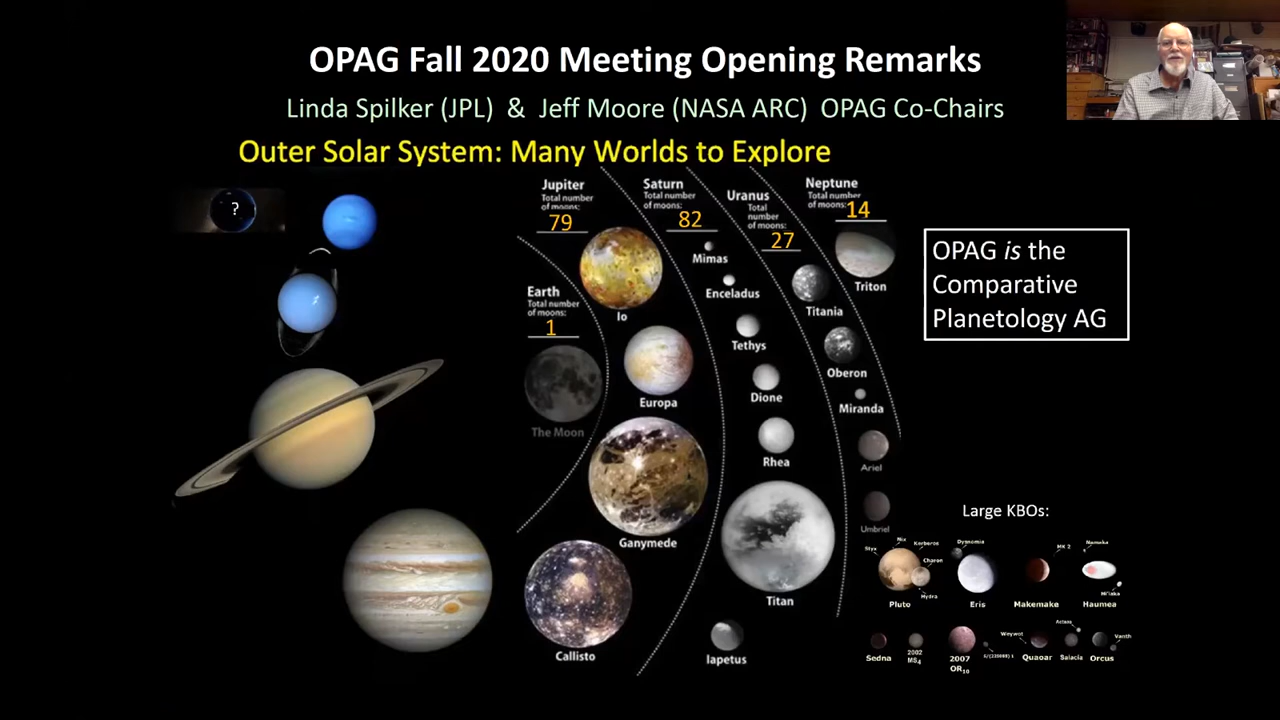 OPAG Fall 2020 Meeting Opening Remarks
Linda Spilker (JPL) & Jeff Moore (NASA ARC) OPAG Co-Chairs
Outer Solar System: Many Worlds to Explore
?
Jupiter
Total number
of moons:
79
Saturn
Total number
of moons:
82
Uranus
Total
number
of moons:
27
Neptune
Total number
of moons:
14
Earth
Total number
of moons:
1
The Moon
Io
Europa
Ganymede
Callisto
Mimas
Enceladus
Tethys
Dione
Rhea
Titan
Iapetus
Titania
Oberon
Miranda
Ariel
Umbriel
Triton
OPAG is the
Comparative
Planetology AG
Large KBOs:
Styx
Nix
Kerberos
Charon
Hydra
Pluto
Dysnomia
Eris
MK 2
Makemake
Namaka
Hi'iaka
Haumea
Sedna
2002
MS4
2007
OR10
Weywot
Quaoar
Actaea
Salacia
Vanth
Orcus